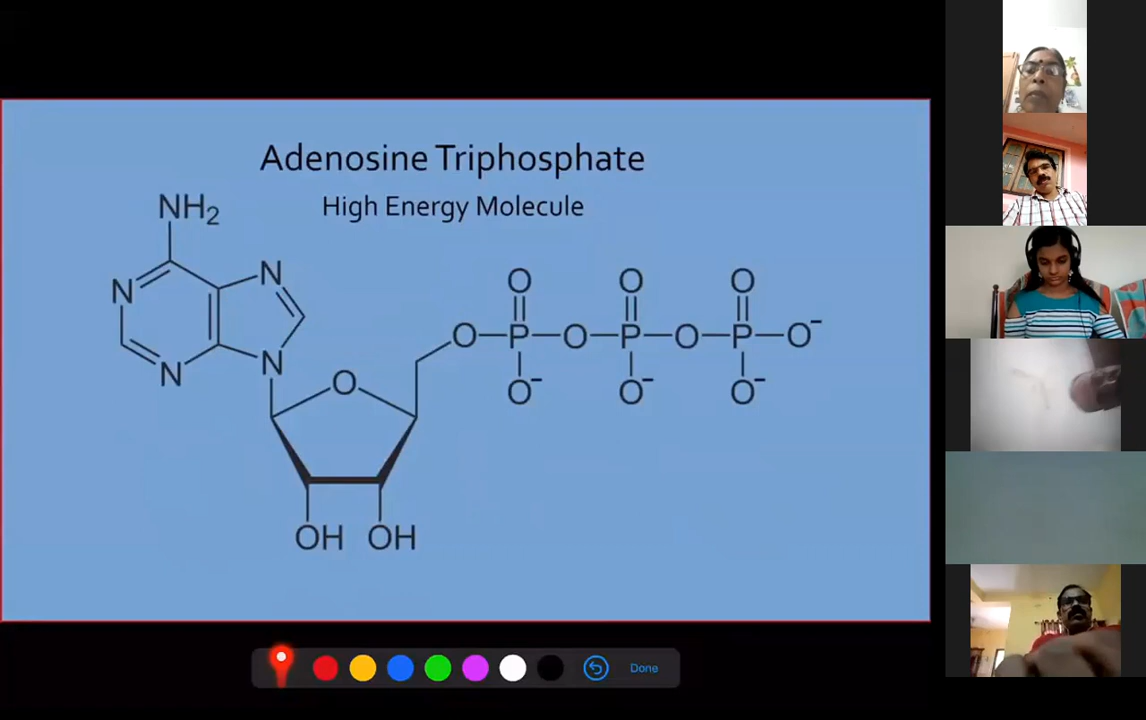 Adenosine Triphosphate
High Energy Molecule
NH₂
N
N
N
N
O
O
O
O
O
P
O
P
O
P
O⁻
O⁻
O⁻
O⁻
OH
OH
Done